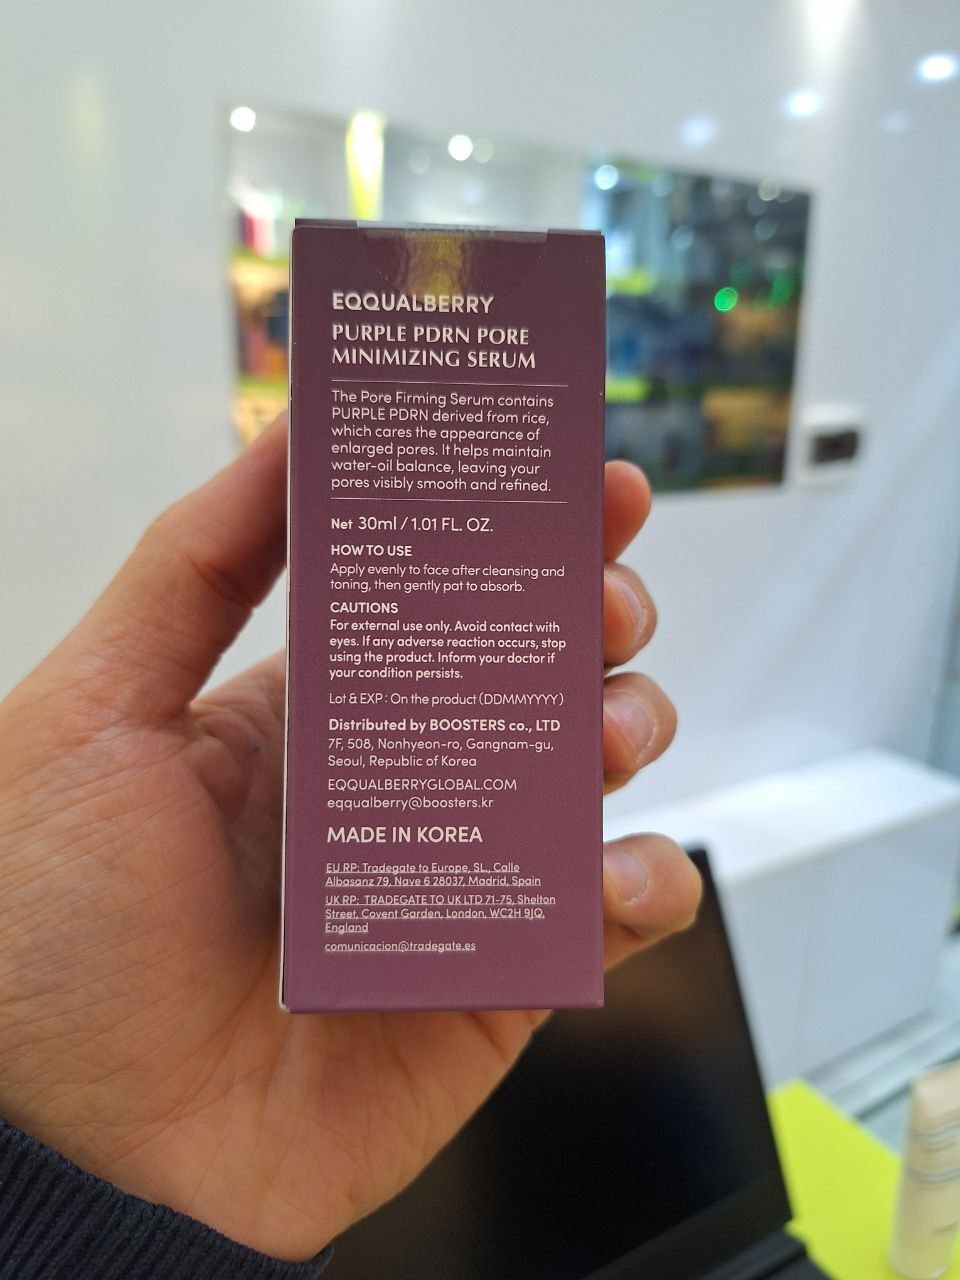 EQQUALBERRY
PURPLE PDRN PORE
MINIMIZING SERUM
The Pore Firming Serum contains
PURPLE PDRN derived from rice,
which cares the appearance of
enlarged pores. It helps maintain
water-oil balance, leaving your
pores visibly smooth and refined.
Net 30ml / 1.01 FL. OZ.
HOW TO USE
Apply evenly to face after cleansing and
toning, then gently pat to absorb.
CAUTIONS
For external use only. Avoid contact with
eyes. If any adverse reaction occurs, stop
using the product. Inform your doctor if
your condition persists.
Lot & EXP : On the product (DDMMYYYY)
Distributed by BOOSTERS co., LTD
7F, 508, Nonhyeon-ro, Gangnam-gu,
Seoul, Republic of Korea
EQQUALBERRYGLOBAL.COM
eqqualberry@boosters.kr
MADE IN KOREA
EU RP: Tradegate to Europe, SL., Calle
Albasanz 79, Nave 6 28037, Madrid, Spain
UK RP: TRADEGATE TO UK LTD 71-75, Shelton
Street, Covent Garden, London, WC2H 9JQ,
England
comunicacion@tradegate.es